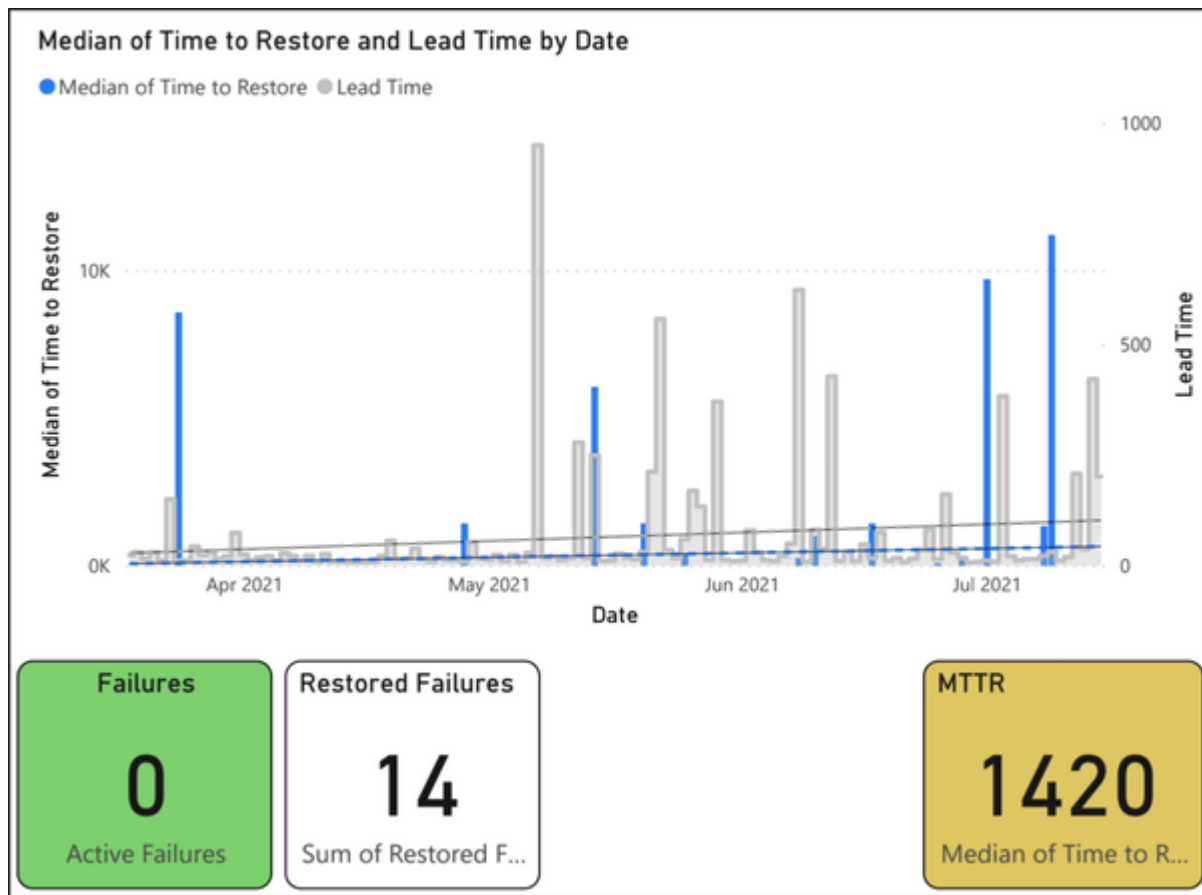 Median of Time to Restore and Lead Time by Date
Median of Time to Restore Lead Time
Median of Time to Restore
10K
0K
1000
500
0
Lead Time
Apr 2021 May 2021 Jun 2021 Jul 2021
Date
Failures
0
Active Failures
Restored Failures
14
Sum of Restored F...
MTTR
1420
Median of Time to R...